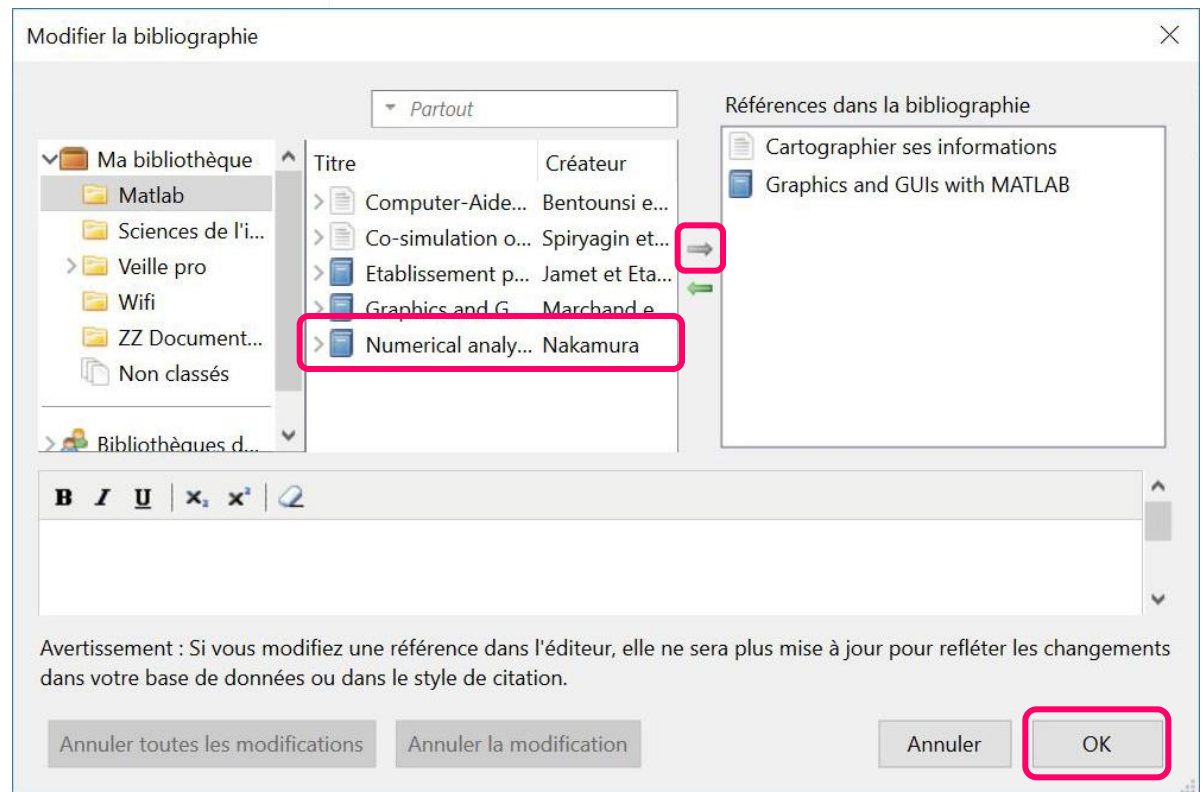 Modifier la bibliographie
Partout
Références dans la bibliographie
Ma bibliothèque
Matlab
Sciences de l'i...
Veille pro
Wifi
ZZ Document...
Non classés
Bibliothèques d...
Titre Créateur
Computer-Aide... Bentounsi e...
Co-simulation o... Spiryagin et...
Etablissement p... Jamet et Eta...
Graphics and G... Marchand e...
Numerical analy... Nakamura
Cartographier ses informations
Graphics and GUIs with MATLAB
B I U x₂ x²
Avertissement : Si vous modifiez une référence dans l'éditeur, elle ne sera plus mise à jour pour refléter les changements
dans votre base de données ou dans le style de citation.
Annuler toutes les modifications Annuler la modification Annuler OK